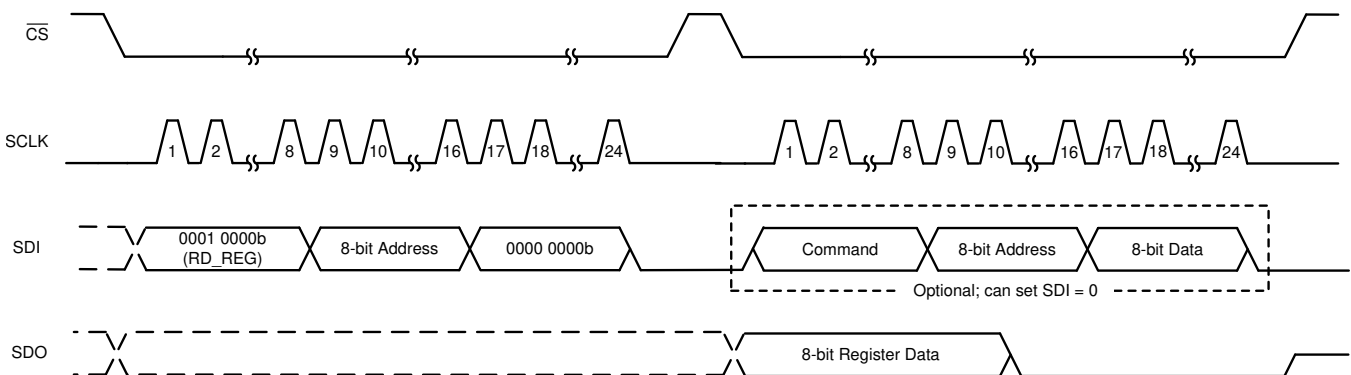 CS
SCLK
1 2 8 9 10 16 17 18 24 1 2 8 9 10 16 17 18 24
SDI
0001 0000b
(RD_REG)
8-bit Address
0000 0000b
Command
8-bit Address
8-bit Data
Optional; can set SDI = 0
SDO
8-bit Register Data